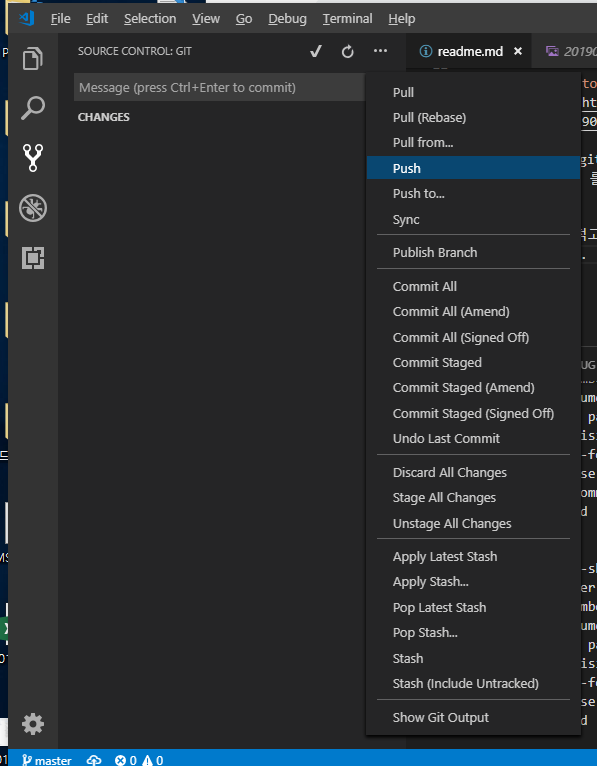 File Edit Selection View Go Debug Terminal Help
SOURCE CONTROL: GIT
readme.md
20190
Message (press Ctrl+Enter to commit)
CHANGES
Pull
Pull (Rebase)
Pull from...
Push
Push to...
Sync
Publish Branch
Commit All
Commit All (Amend)
Commit All (Signed Off)
Commit Staged
Commit Staged (Amend)
Commit Staged (Signed Off)
Undo Last Commit
Discard All Changes
Stage All Changes
Unstage All Changes
Apply Latest Stash
Apply Stash...
Pop Latest Stash
Pop Stash...
Stash
Stash (Include Untracked)
Show Git Output
master 0 0